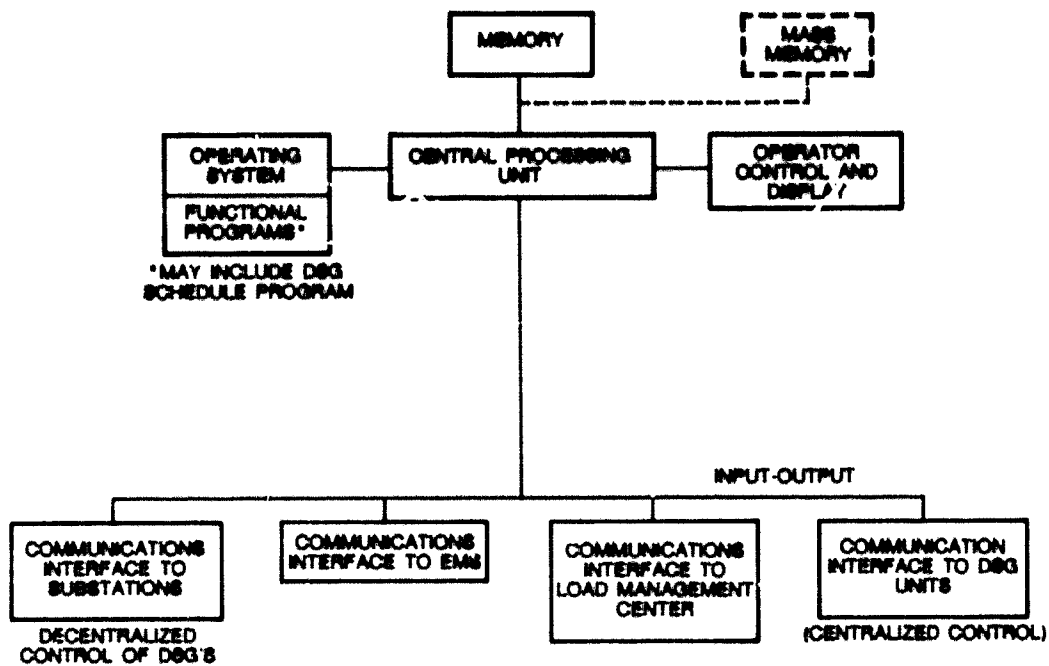 MEMORY
MASS
MEMORY
OPERATING
SYSTEM
CENTRAL PROCESSING
UNIT
OPERATOR
CONTROL AND
DISPLAY
FUNCTIONAL
PROGRAMS*
*MAY INCLUDE DSG
SCHEDULE PROGRAM
INPUT-OUTPUT
COMMUNICATIONS
INTERFACE TO
SUBSTATIONS
COMMUNICATIONS
INTERFACE TO EMS
COMMUNICATIONS
INTERFACE TO
LOAD MANAGEMENT
CENTER
COMMUNICATION
INTERFACE TO DSG
UNITS
DECENTRALIZED
CONTROL OF DSG'S
(CENTRALIZED CONTROL)